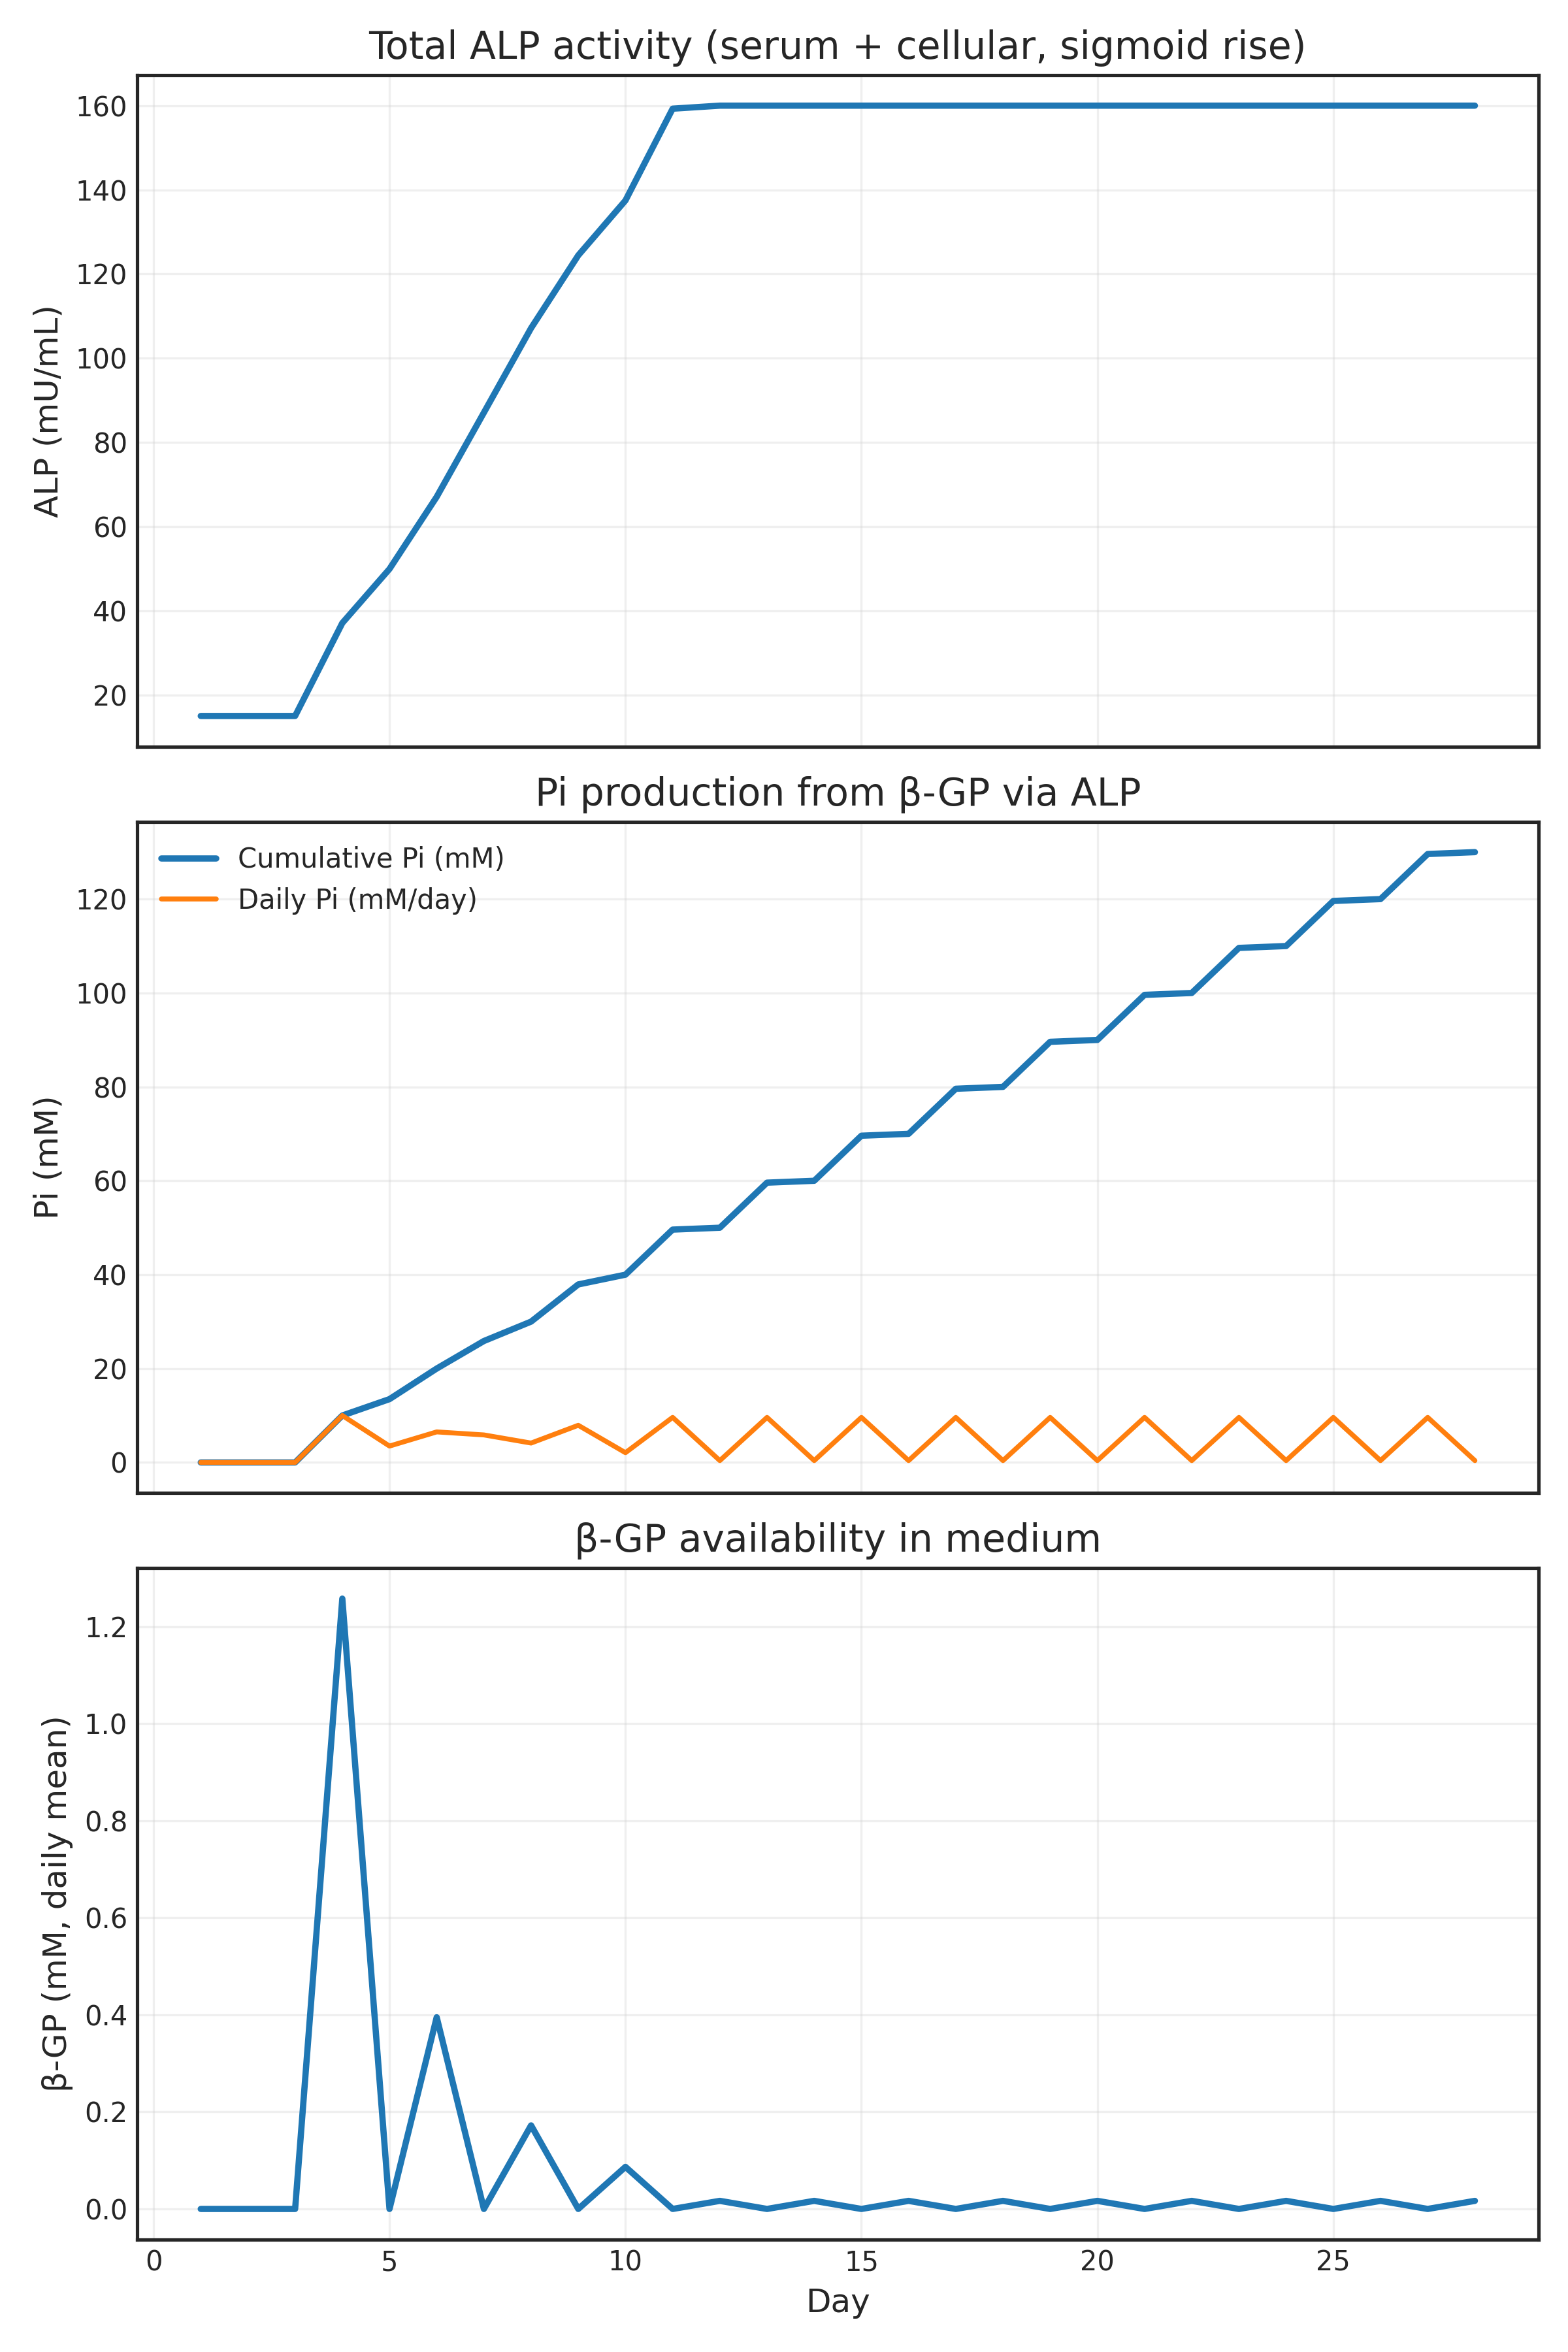 Total ALP activity (serum + cellular, sigmoid rise)
160
140
120
100
80
60
40
20
ALP (mU/mL)
Pi production from β-GP via ALP
Cumulative Pi (mM)
Daily Pi (mM/day)
120
100
80
60
40
20
0
Pi (mM)
β-GP availability in medium
1.2
1.0
0.8
0.6
0.4
0.2
0.0
β-GP (mM, daily mean)
0 5 10 15 20 25
Day